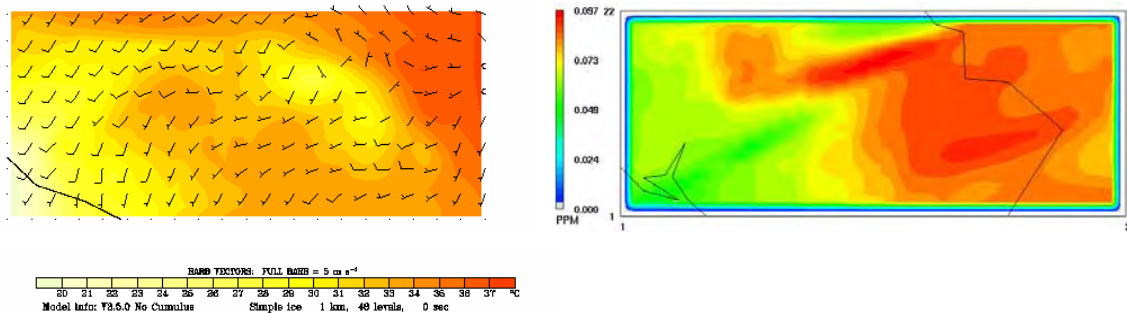 0.097
22
0.073
0.049
0.024
0.000
PPM
1
1
BARB VECTORS: FULL BARB = 5 m s⁻¹
20 21 22 23 24 25 26 27 28 29 30 31 32 33 34 35 36 37 °C
Model Info: V3.5.0 No Cumulus Simple ice 1 km, 48 levels, 0 sec